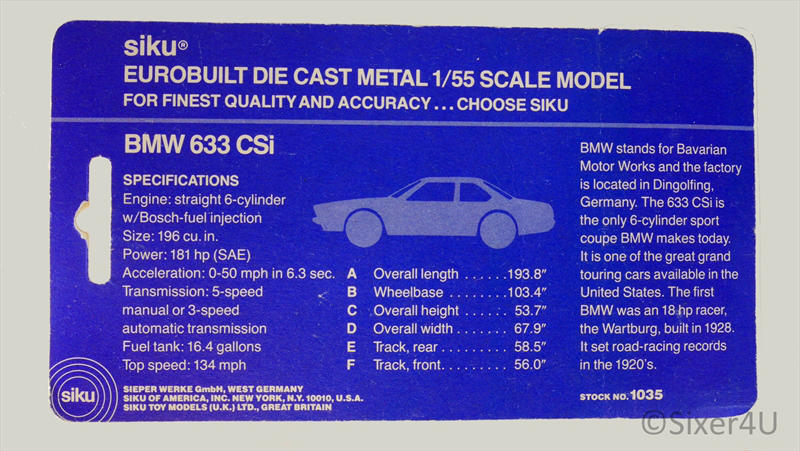 siku®
EUROBUILT DIE CAST METAL 1/55 SCALE MODEL
FOR FINEST QUALITY AND ACCURACY...CHOOSE SIKU
BMW 633 CSi
SPECIFICATIONS
Engine: straight 6-cylinder
w/Bosch-fuel injection
Size: 196 cu. in.
Power: 181 hp (SAE)
Acceleration: 0-50 mph in 6.3 sec.
Transmission: 5-speed
manual or 3-speed
automatic transmission
Fuel tank: 16.4 gallons
Top speed: 134 mph
A Overall length ......193.8"
B Wheelbase ........103.4"
C Overall height ......53.7"
D Overall width .......67.9"
E Track, rear .........58.5"
F Track, front.........56.0"
BMW stands for Bavarian
Motor Works and the factory
is located in Dingolfing,
Germany. The 633 CSi is
the only 6-cylinder sport
coupe BMW makes today.
It is one of the great grand
touring cars available in the
United States. The first
BMW was an 18 hp racer,
the Wartburg, built in 1928.
It set road-racing records
in the 1920's.
siku
SIEPER WERKE GmbH, WEST GERMANY
SIKU OF AMERICA, INC. NEW YORK, N.Y. 10010, U.S.A.
SIKU TOY MODELS (U.K.) LTD., GREAT BRITAIN
STOCK NO. 1035
©Sixer4U